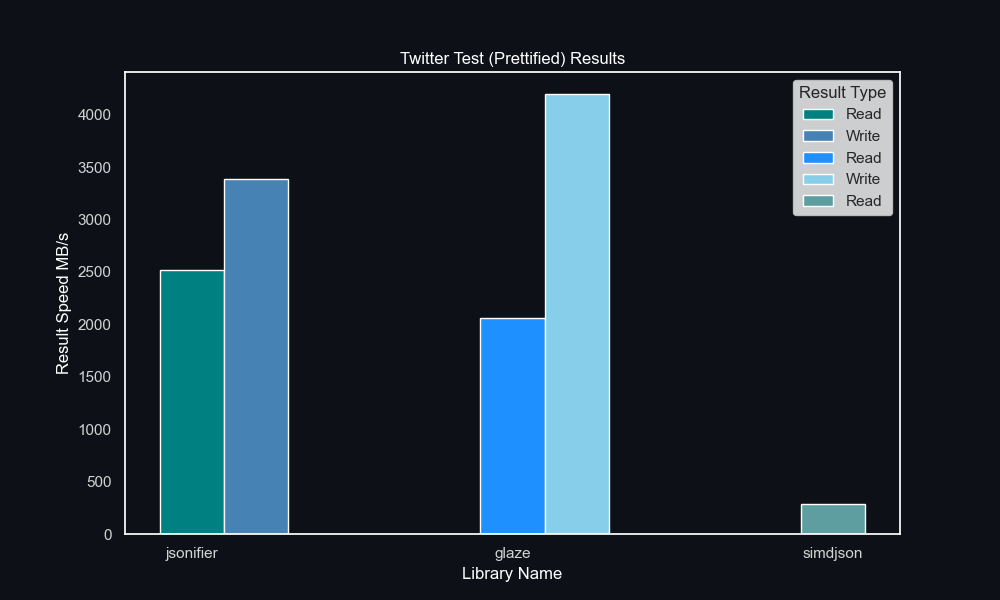 Twitter Test (Prettified) Results
Result Type
Read
Write
Read
Write
Read
Result Speed MB/s
4000
3500
3000
2500
2000
1500
1000
500
0
jsonifier
glaze
simdjson
Library Name